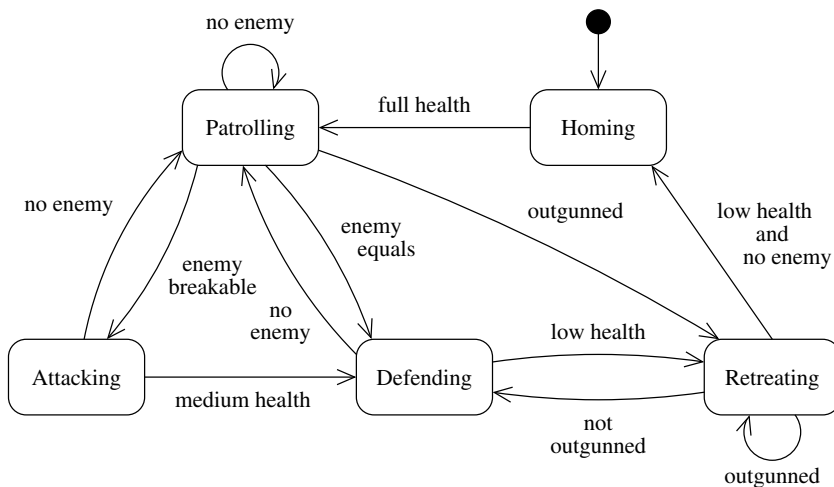 no enemy
Patrolling
full health
Homing
no enemy
enemy
breakable
enemy
equals
no
enemy
outgunned
low health
and
no enemy
Attacking
medium health
Defending
low health
not
outgunned
Retreating
outgunned